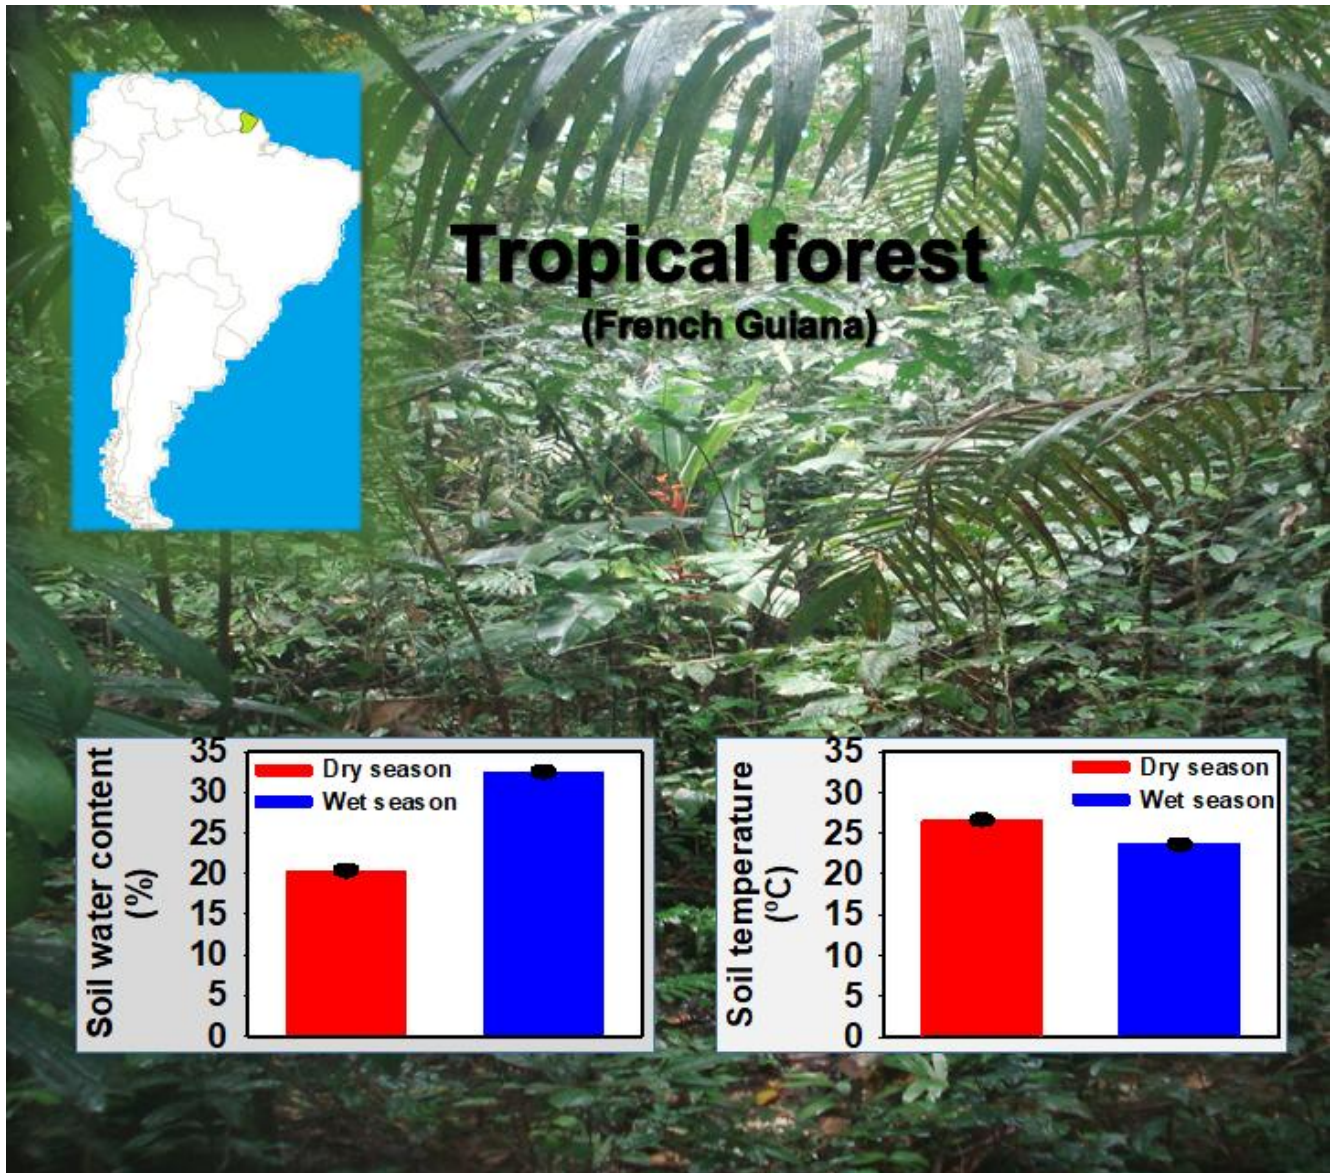 Tropical forest
(French Guiana)
Soil water content
(%)
35
30
25
20
15
10
5
0
Dry season
Wet season
Soil temperature
(ºC)
35
30
25
20
15
10
5
0
Dry season
Wet season